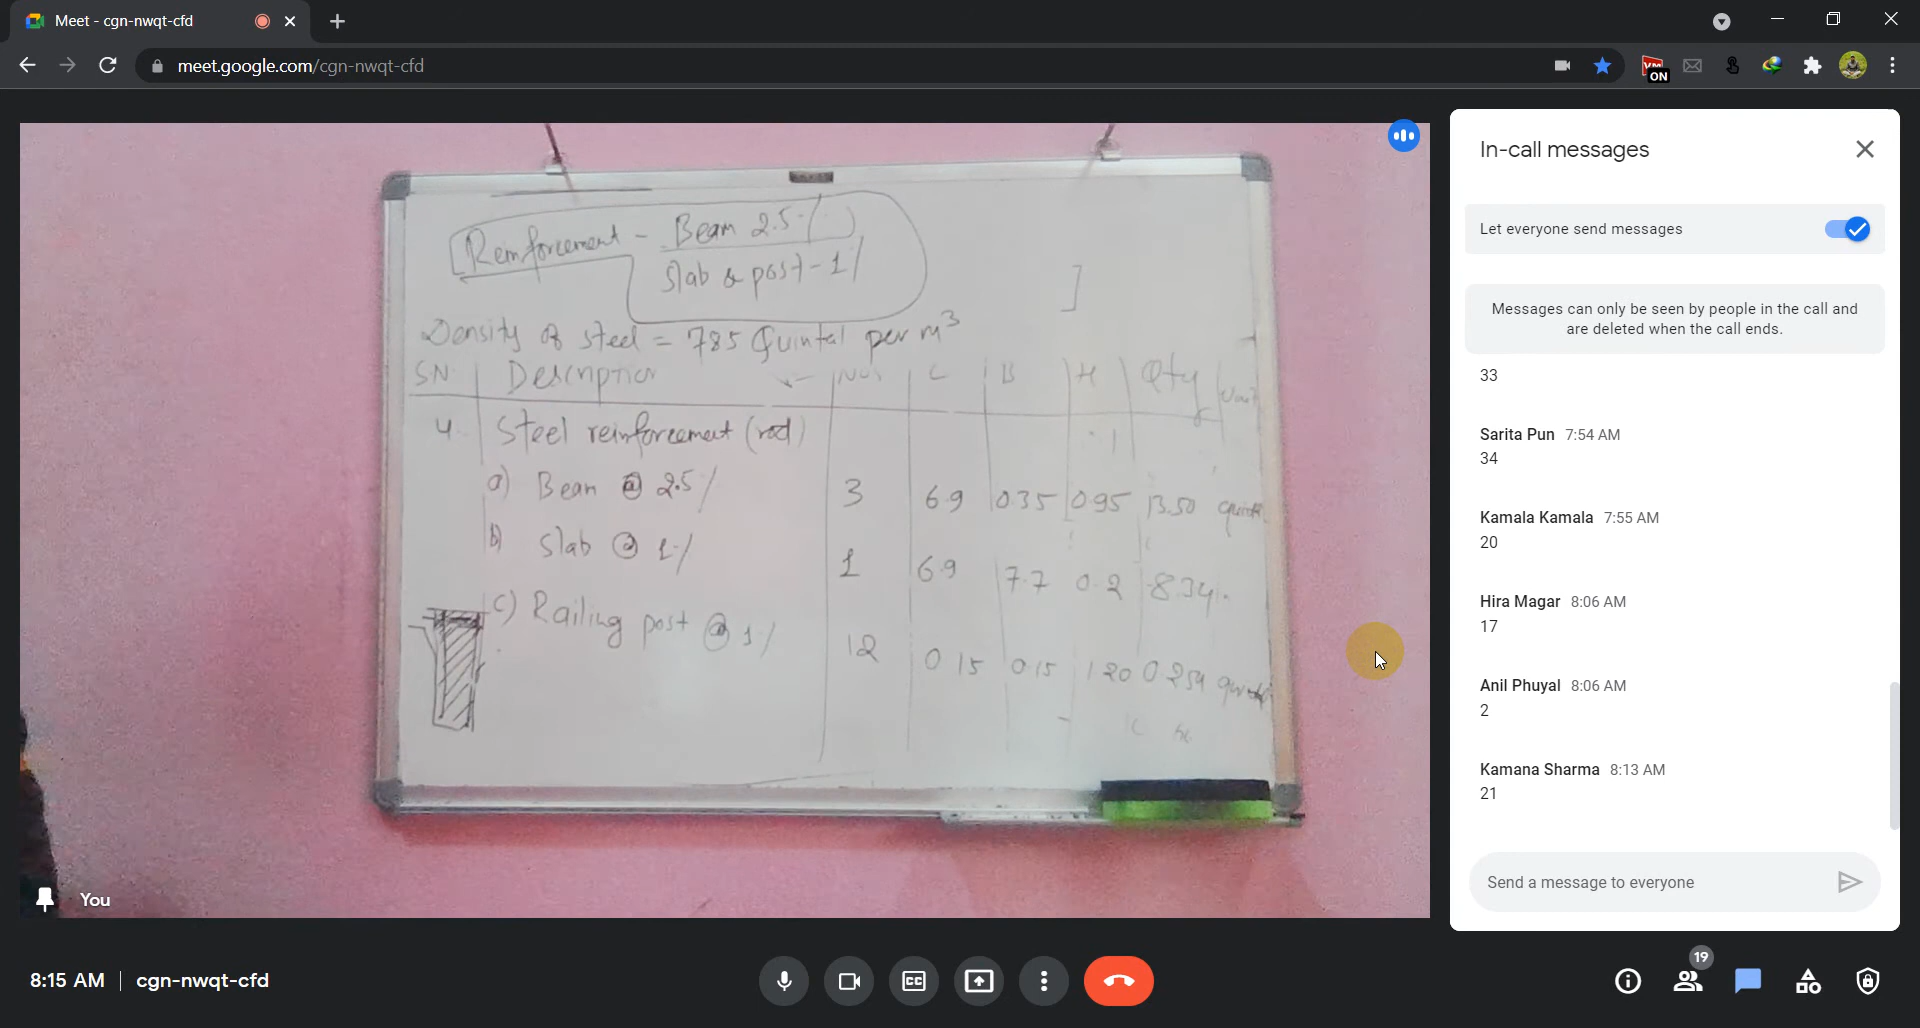 Meet - cgn-nwqt-cfd
meet.google.com/cgn-nwqt-cfd
ON
Reinforcement - Beam 2.5%
Slab & post - 1%
Density of steel = 785 Quintal per m³
SN Description Nos L B H Qty Unit
4. Steel reinforcement (rod)
a) Beam @ 2.5% 3 6.9 0.35 0.95 13.50
b) Slab @ 1% 1 6.9 7.7 0.2 8.34
c) Railing post @ 1% 12 0.15 0.15 1.20 0.254
You
In-call messages
Let everyone send messages
Messages can only be seen by people in the call and
are deleted when the call ends.
33
Sarita Pun 7:54 AM
34
Kamala Kamala 7:55 AM
20
Hira Magar 8:06 AM
17
Anil Phuyal 8:06 AM
2
Kamana Sharma 8:13 AM
21
Send a message to everyone
8:15 AM | cgn-nwqt-cfd
CC
19